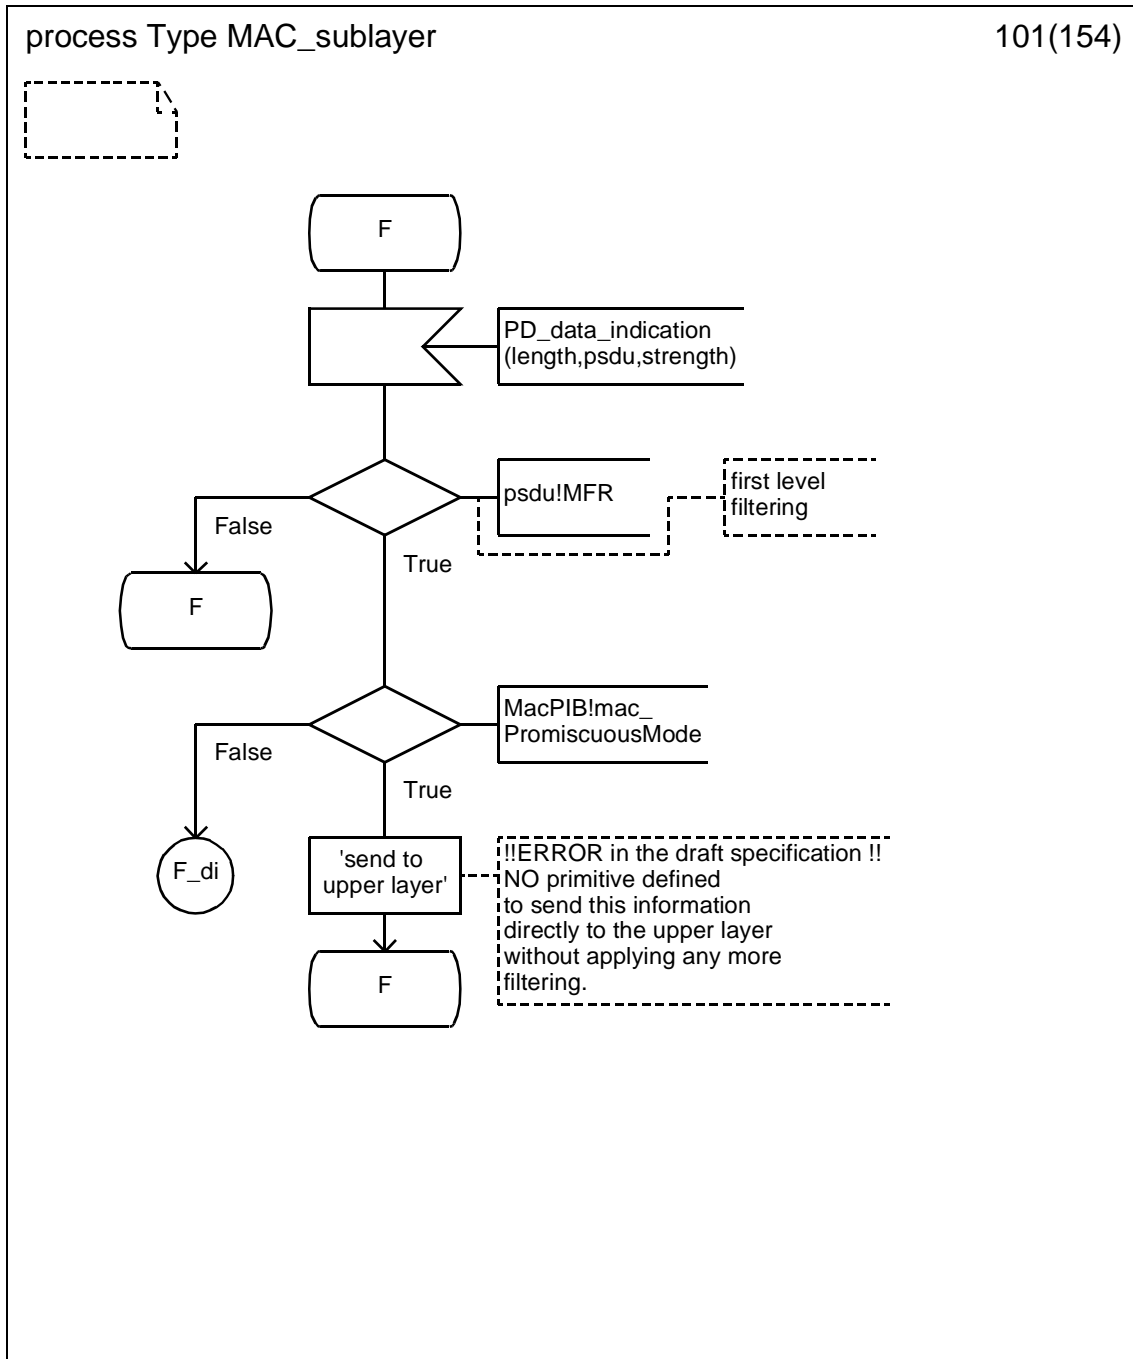 process Type MAC_sublayer
101(154)
F
PD_data_indication
(length,psdu,strength)
psdu!MFR
first level
filtering
False
True
F
MacPIB!mac_
PromiscuousMode
False
True
F_di
'send to
upper layer'
!!ERROR in the draft specification !!
NO primitive defined
to send this information
directly to the upper layer
without applying any more
filtering.
F